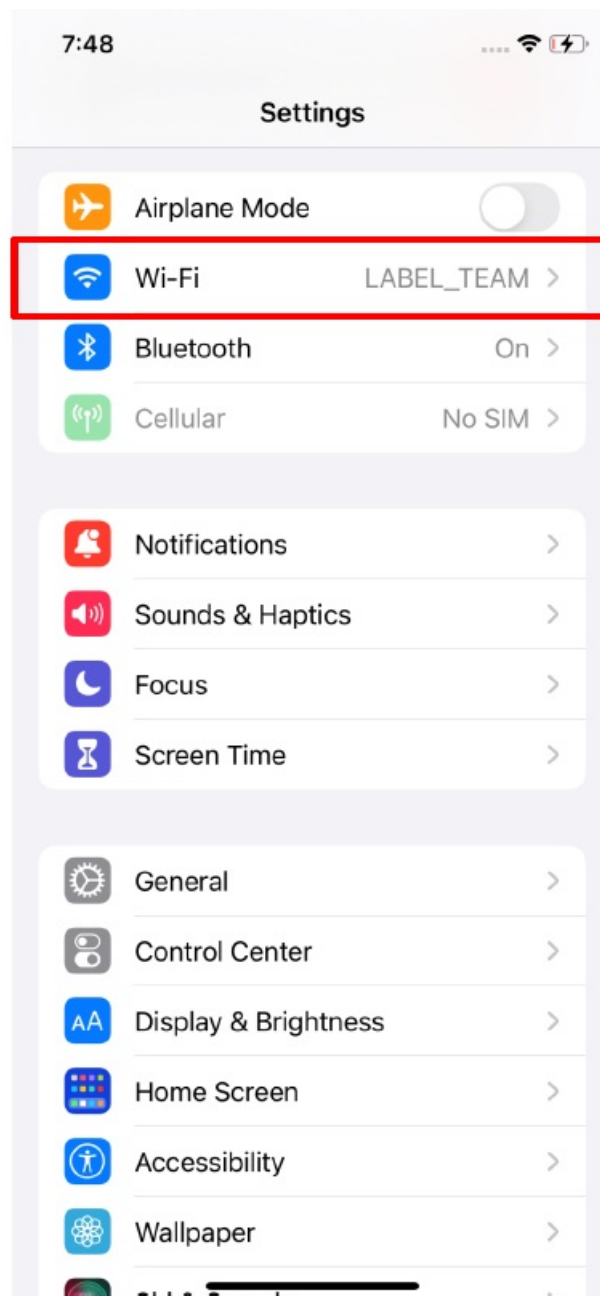 7:48
Settings
Airplane Mode
Wi-Fi LABEL_TEAM
Bluetooth On
Cellular No SIM
Notifications
Sounds & Haptics
Focus
Screen Time
General
Control Center
AA Display & Brightness
Home Screen
Accessibility
Wallpaper